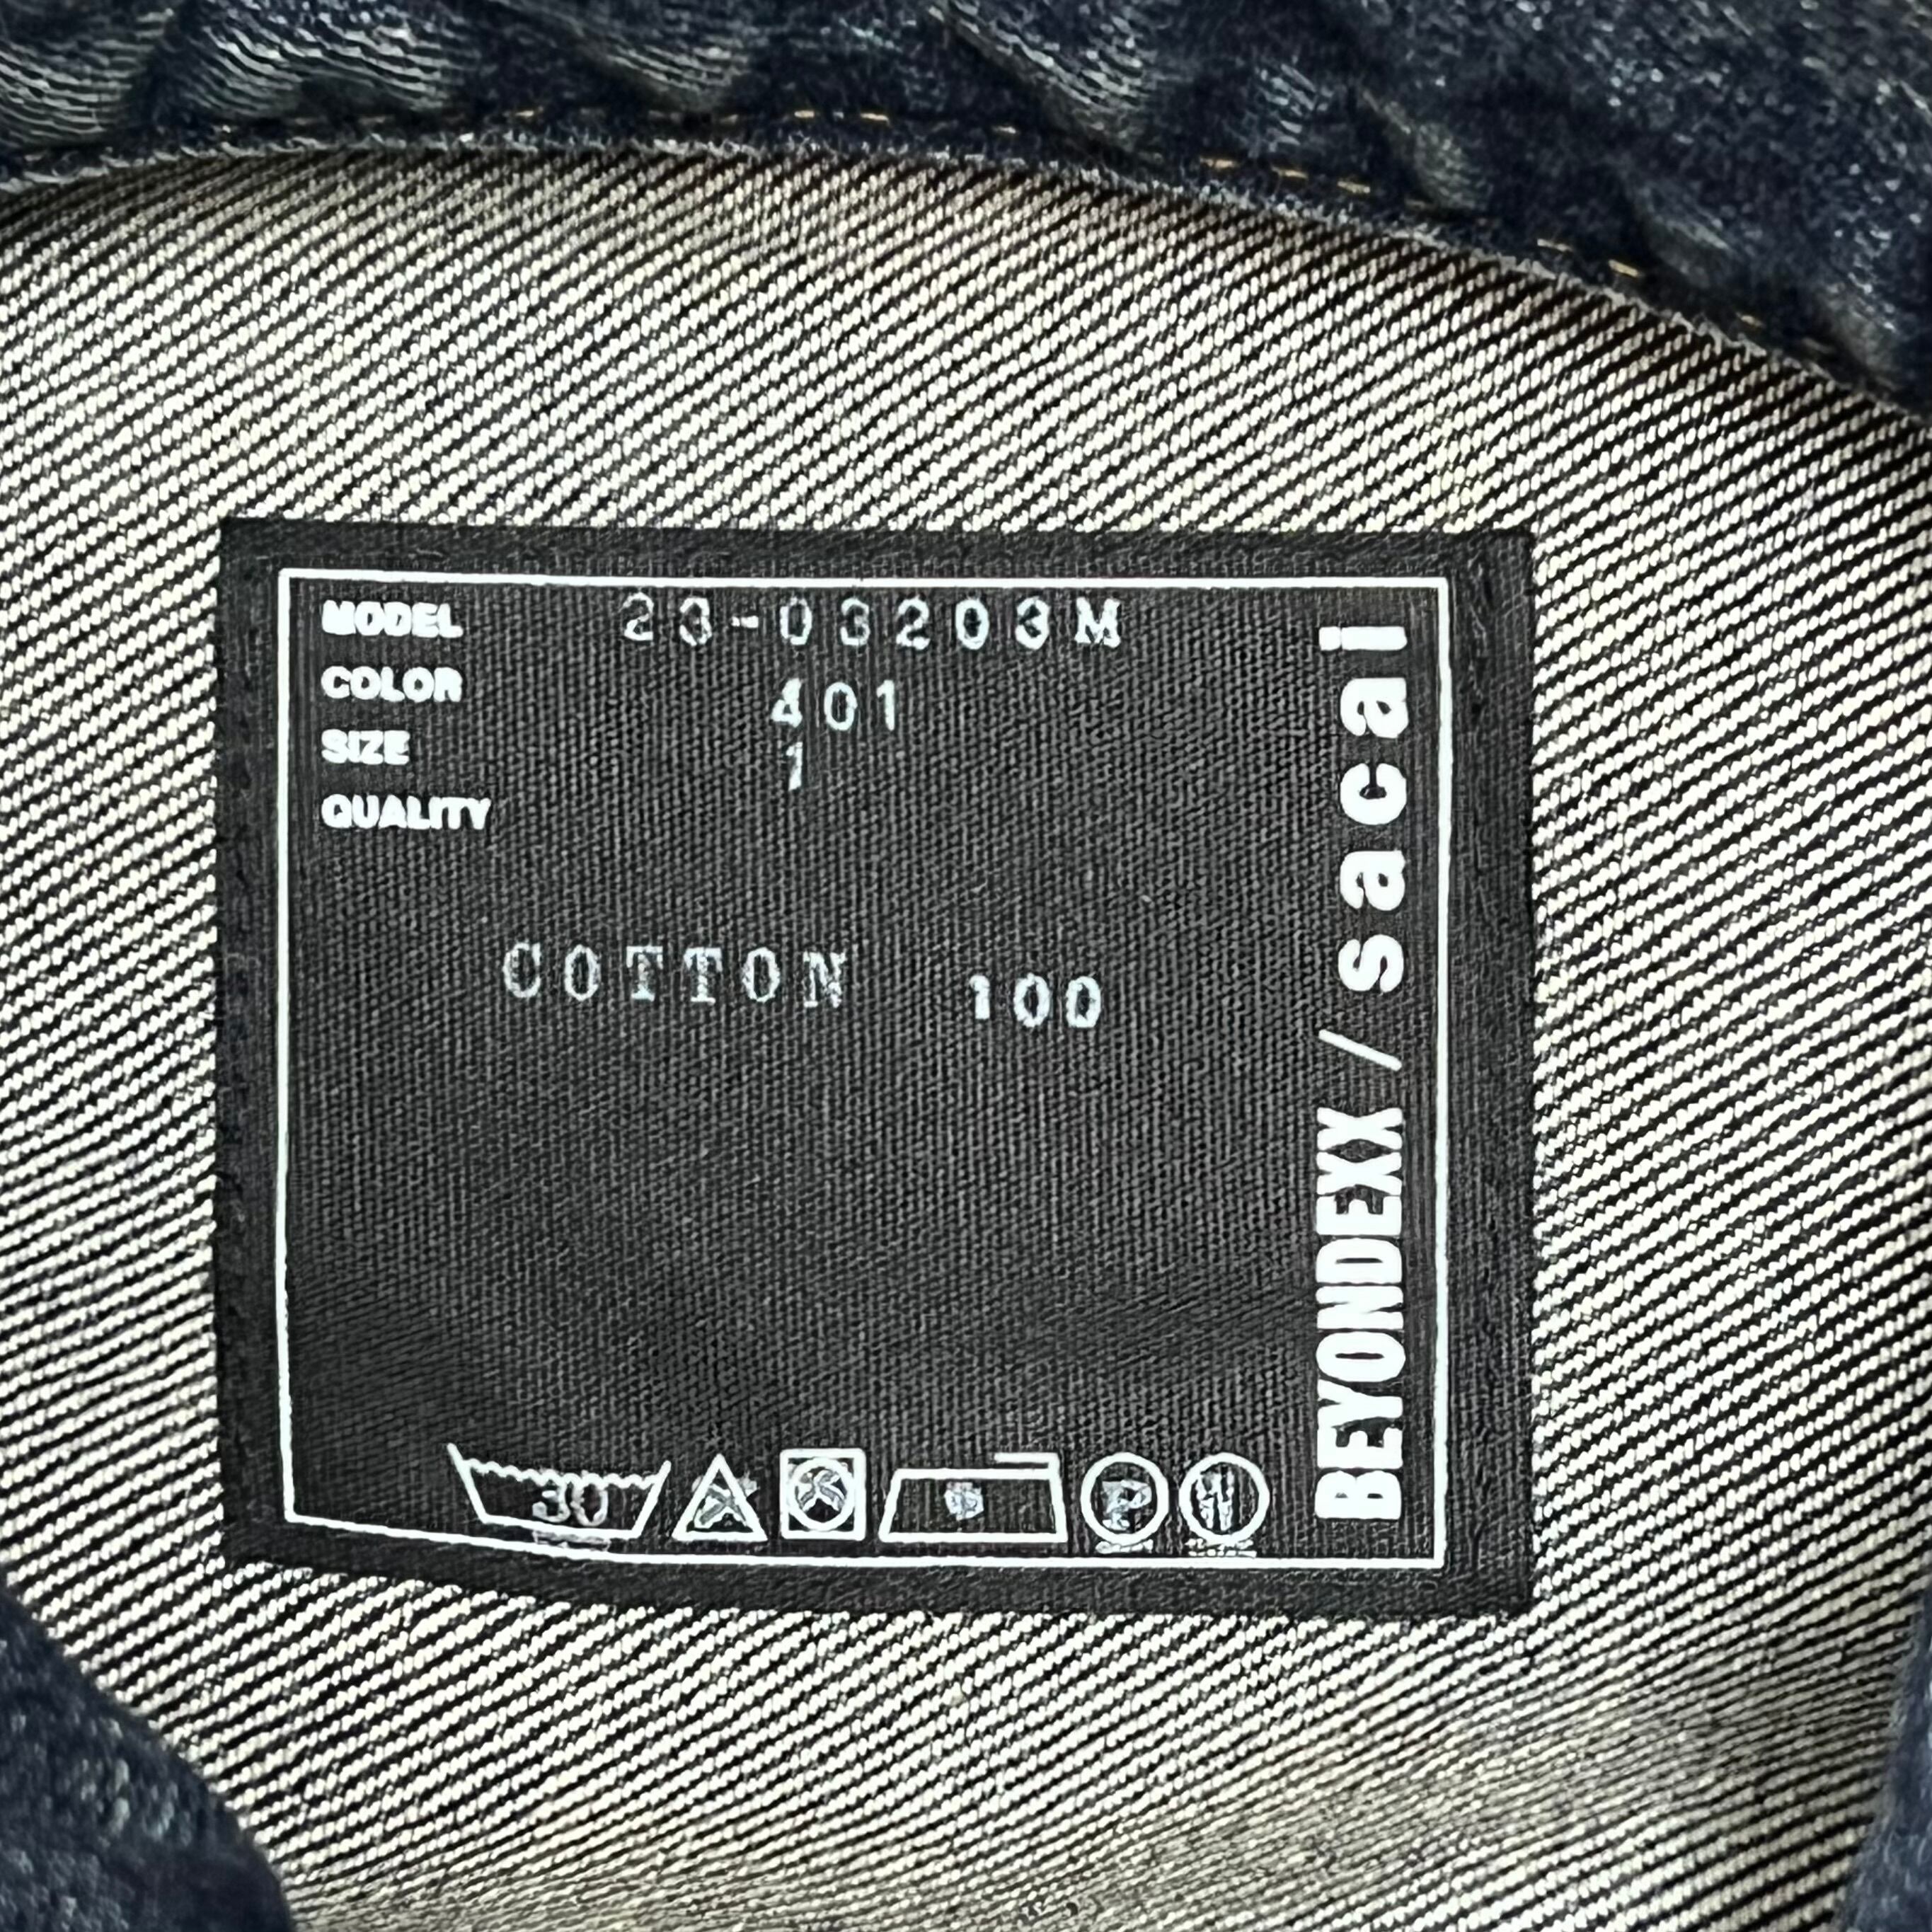 MODEL 23-03203M
COLOR 401
SIZE 1
QUALITY
COTTON 100
30
P
W
BEYONDEXX / sacai